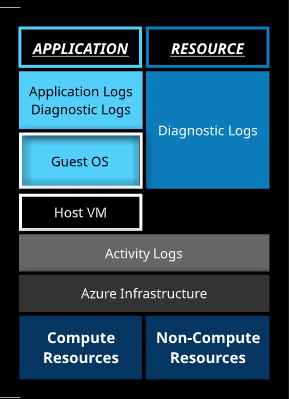 APPLICATION
RESOURCE
Application Logs
Diagnostic Logs
Diagnostic Logs
Guest OS
Host VM
Activity Logs
Azure Infrastructure
Compute
Resources
Non-Compute
Resources